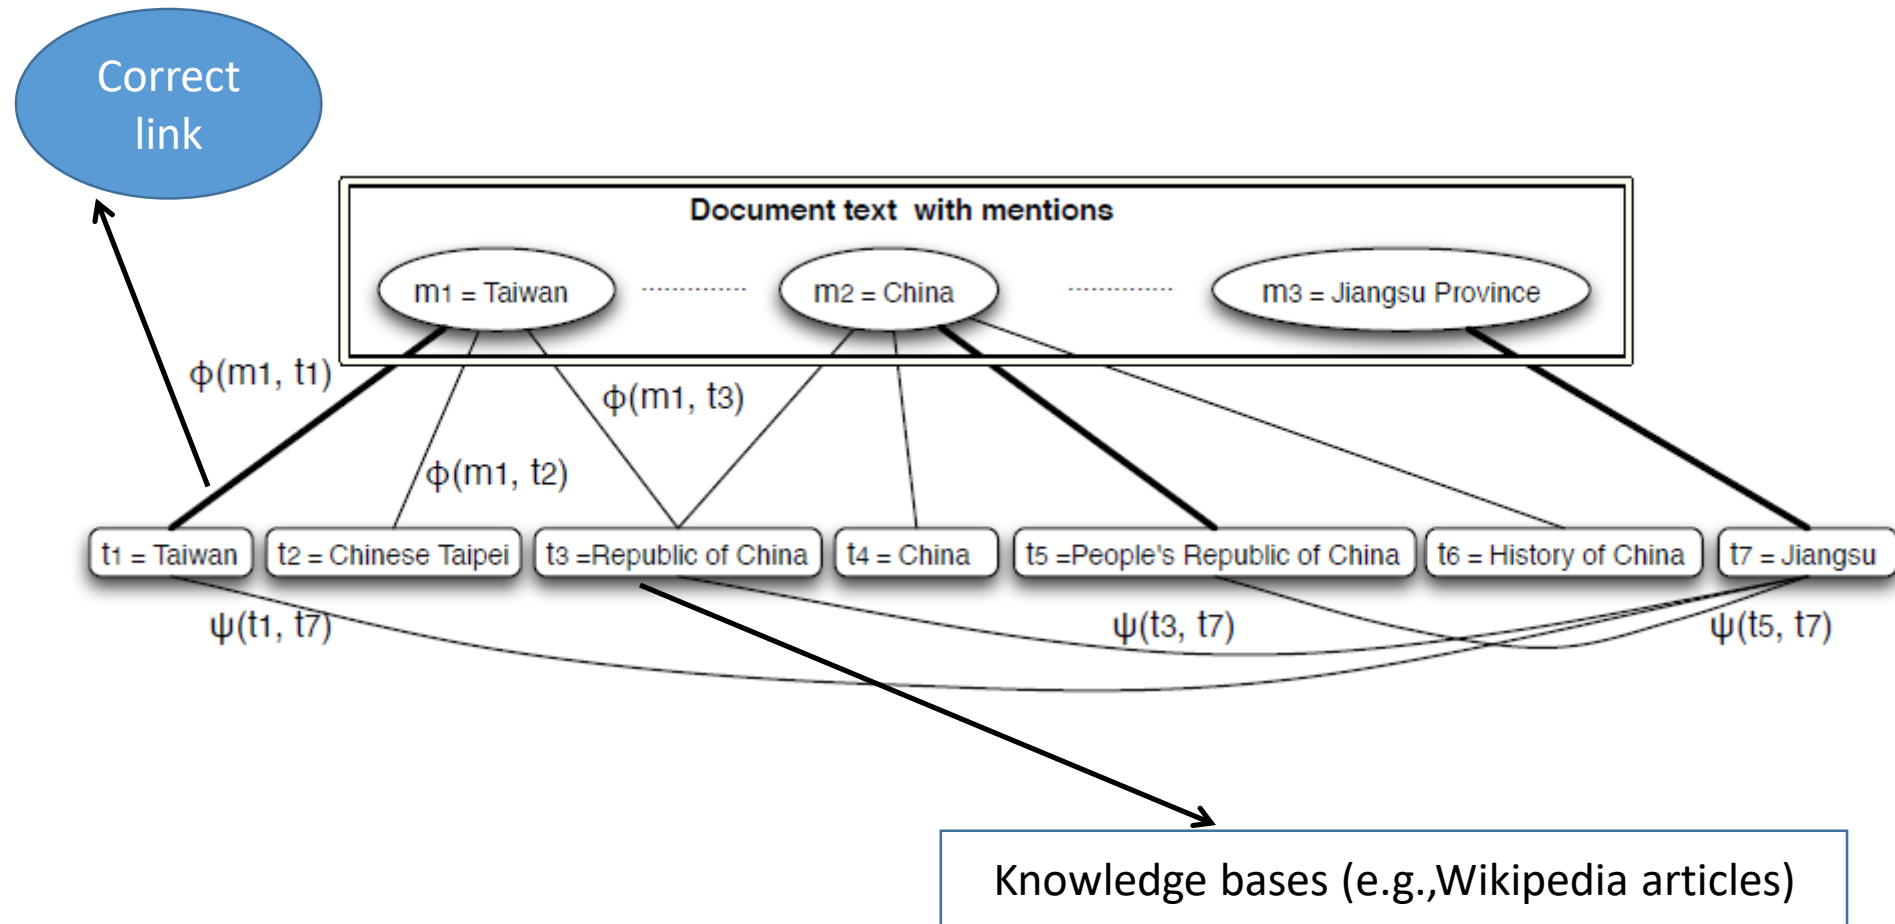 Correct
link
Document text  with mentions
m1 = Taiwan
m2 = China
m3 = Jiangsu Province
ϕ(m1, t1)
ϕ(m1, t3)
ϕ(m1, t2)
t1 = Taiwan
t2 = Chinese Taipei
t3 =Republic of China
t4 = China
t5 =People's Republic of China
t6 = History of China
t7 = Jiangsu
ψ(t1, t7)
ψ(t3, t7)
ψ(t5, t7)
Knowledge bases (e.g.,Wikipedia articles)